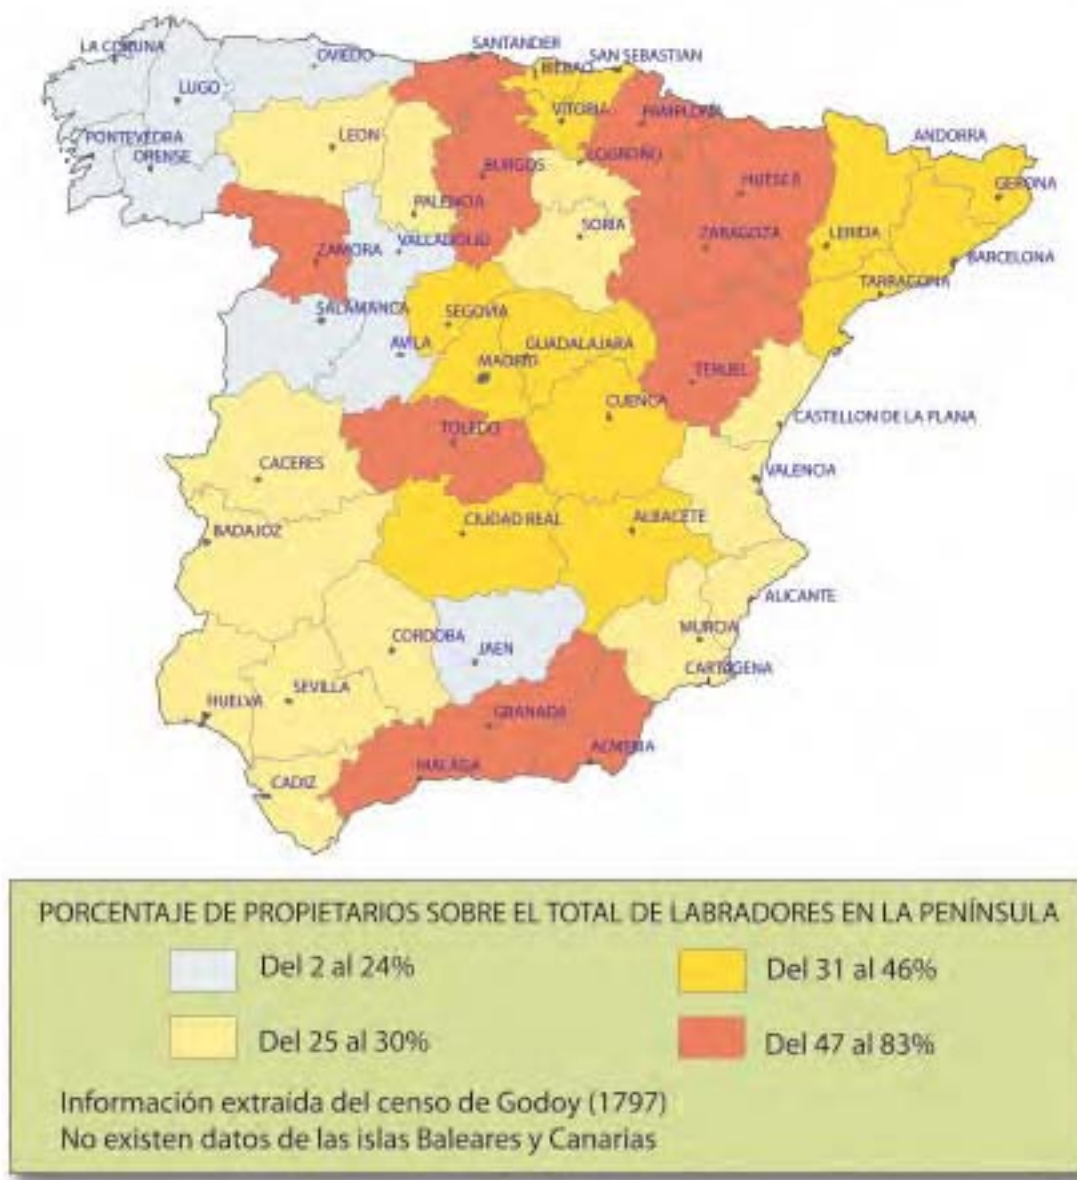 LA CORUNA
OVIEDO
SANTANDER
SAN SEBASTIAN
BILBAO
LUGO
VITORIA
PAMPLONA
ANDORRA
PONTEVEDRA
ORENSE
LEON
LOGROÑO
BURGOS
HUESCA
GERONA
PALENCIA
SORIA
ZARAGOZA
LERIDA
ZAMORA
VALLADOLID
BARCELONA
TARRAGONA
SALAMANCA
SEGOVIA
AVILA
GUADALAJARA
MADRID
TERUEL
CUENCA
CASTELLON DE LA PLANA
TOLEDO
CACERES
VALENCIA
BADAJOZ
CIUDAD REAL
ALBACETE
ALICANTE
CORDOBA
JAEN
MURCIA
CARTAGENA
HUELVA
SEVILLA
GRANADA
ALMERIA
MALAGA
CADIZ
PORCENTAJE DE PROPIETARIOS SOBRE EL TOTAL DE LABRADORES EN LA PENÍNSULA
Del 2 al 24%
Del 31 al 46%
Del 25 al 30%
Del 47 al 83%
Información extraída del censo de Godoy (1797)
No existen datos de las islas Baleares y Canarias